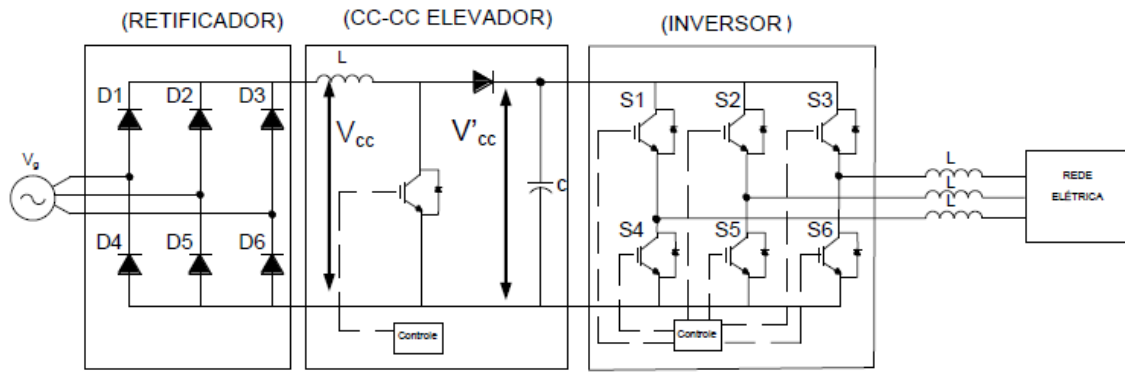 (RETIFICADOR)
(CC-CC ELEVADOR)
(INVERSOR)
L
D1
D2
D3
S1
S2
S3
Vcc
V'cc
Vg
C
L
L
L
REDE
ELÉTRICA
D4
D5
D6
S4
S5
S6
Controle
Controle